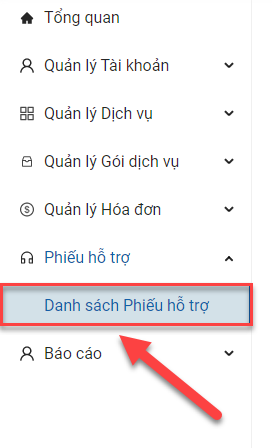 Tổng quan
Quản lý Tài khoản
Quản lý Dịch vụ
Quản lý Gói dịch vụ
Quản lý Hóa đơn
Phiếu hỗ trợ
Danh sách Phiếu hỗ trợ
Báo cáo